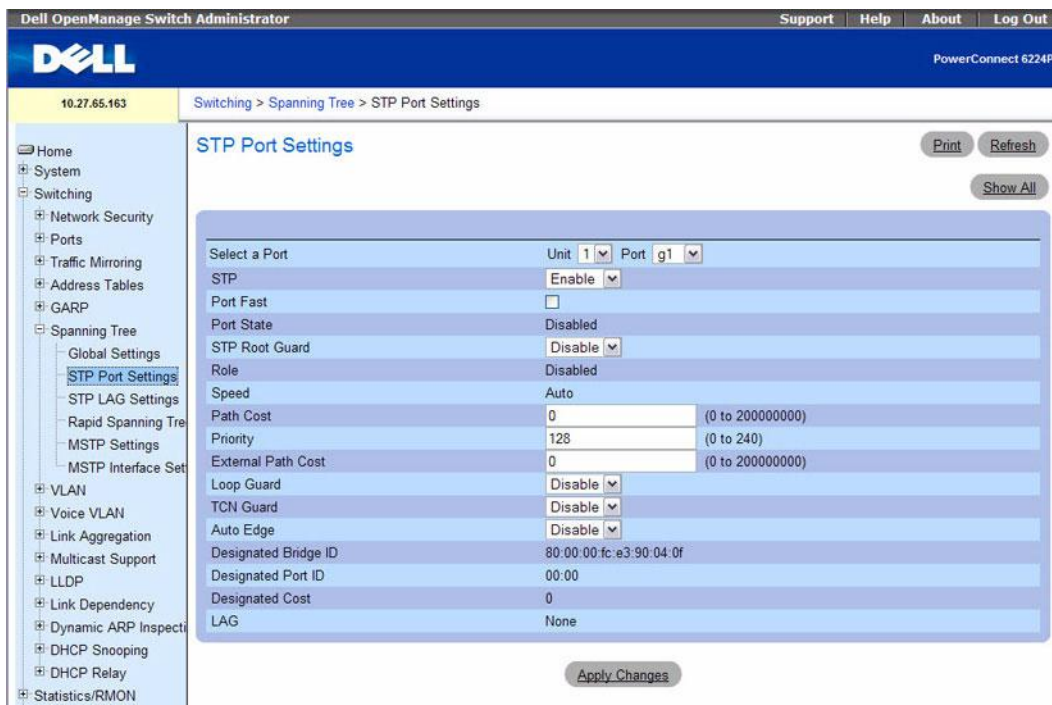 Dell OpenManage Switch Administrator
Support Help About Log Out
DELL
PowerConnect 6224P
10.27.65.163
Switching > Spanning Tree > STP Port Settings
Home
System
Switching
Network Security
Ports
Traffic Mirroring
Address Tables
GARP
Spanning Tree
Global Settings
STP Port Settings
STP LAG Settings
Rapid Spanning Tre
MSTP Settings
MSTP Interface Set
VLAN
Voice VLAN
Link Aggregation
Multicast Support
LLDP
Link Dependency
Dynamic ARP Inspecti
DHCP Snooping
DHCP Relay
Statistics/RMON
STP Port Settings
Print Refresh
Show All
Select a Port Unit 1 Port g1
STP Enable
Port Fast
Port State Disabled
STP Root Guard Disable
Role Disabled
Speed Auto
Path Cost 0 (0 to 200000000)
Priority 128 (0 to 240)
External Path Cost 0 (0 to 200000000)
Loop Guard Disable
TCN Guard Disable
Auto Edge Disable
Designated Bridge ID 80:00:00:fc:e3:90:04:0f
Designated Port ID 00:00
Designated Cost 0
LAG None
Apply Changes